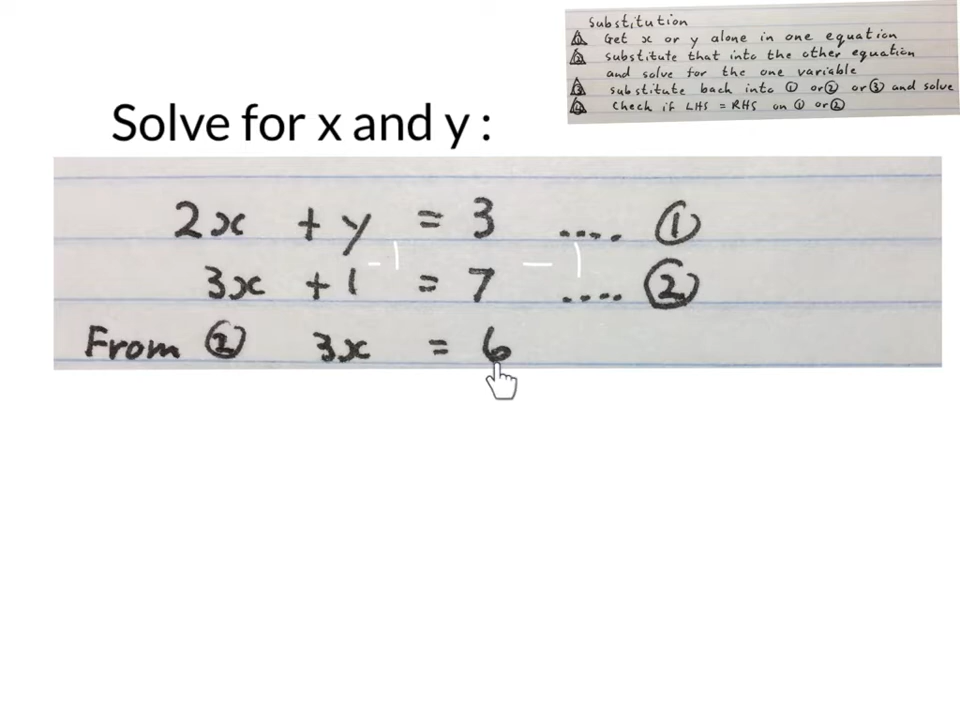 Substitution
1 Get x or y alone in one equation
2 substitute that into the other equation
and solve for the one variable
3 substitute back into ① or ② or ③ and solve
4 check if LHS = RHS on ① or ②
Solve for x and y :
2x + y = 3 .... ①
-1 -1
3x + 1 = 7 .... ②
From ② 3x = 6